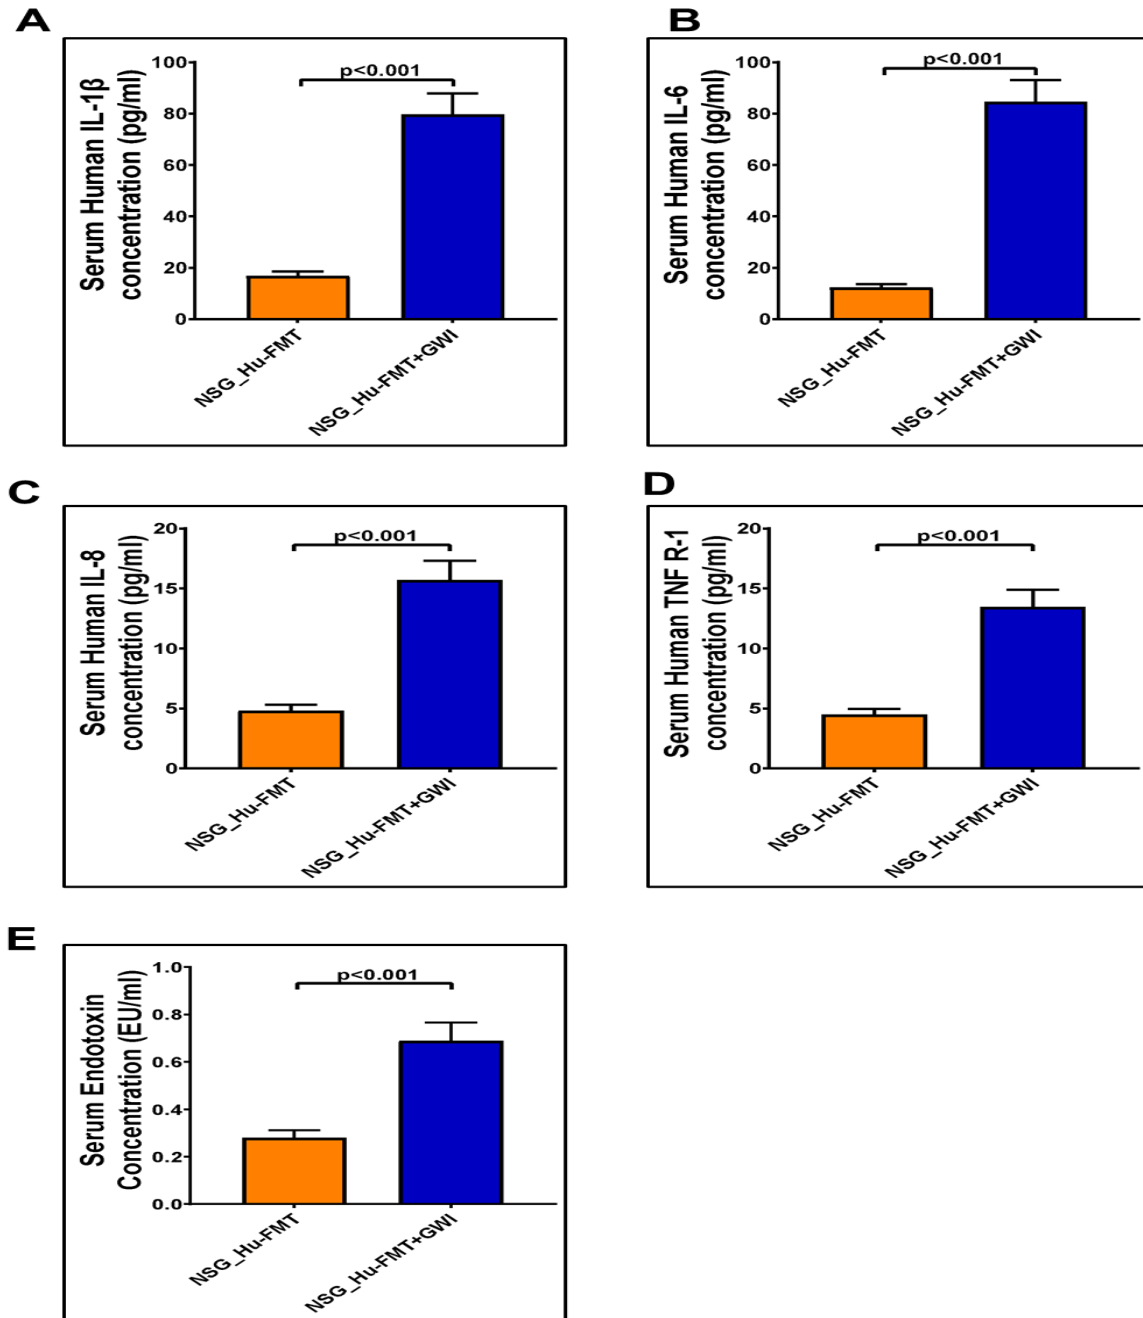 A
Serum Human IL-1β
concentration (pg/ml)
100
80
60
40
20
0
p<0.001
NSG_Hu-FMT
NSG_Hu-FMT+GWI
B
Serum Human IL-6
concentration (pg/ml)
100
80
60
40
20
0
p<0.001
NSG_Hu-FMT
NSG_Hu-FMT+GWI
C
Serum Human IL-8
concentration (pg/ml)
20
15
10
5
0
p<0.001
NSG_Hu-FMT
NSG_Hu-FMT+GWI
D
Serum Human TNF R-1
concentration (pg/ml)
20
15
10
5
0
p<0.001
NSG_Hu-FMT
NSG_Hu-FMT+GWI
E
Serum Endotoxin
Concentration (EU/ml)
1.0
0.8
0.6
0.4
0.2
0.0
p<0.001
NSG_Hu-FMT
NSG_Hu-FMT+GWI